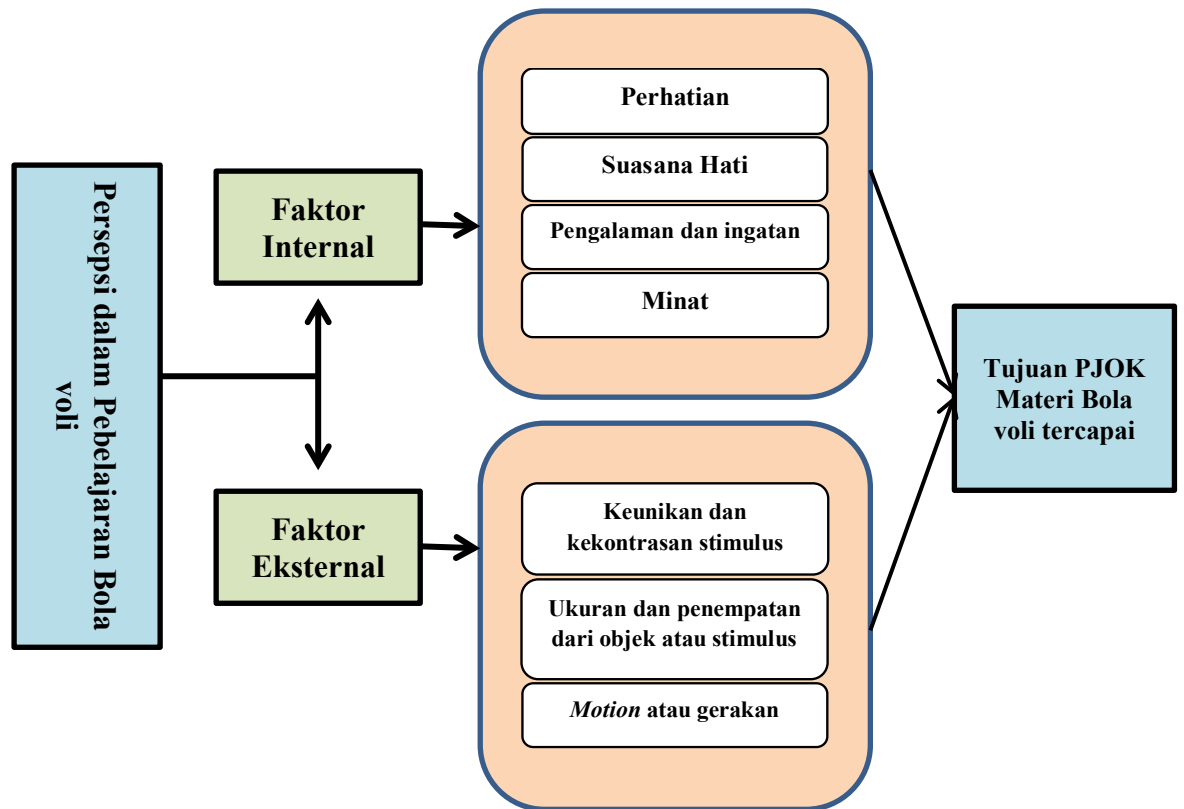 Persepsi dalam Pebelajaran Bola
voli
Faktor
Internal
Perhatian
Suasana Hati
Pengalaman dan ingatan
Minat
Faktor
Eksternal
Keunikan dan
kekontrasan stimulus
Ukuran dan penempatan
dari objek atau stimulus
Motion atau gerakan
Tujuan PJOK
Materi Bola
voli tercapai